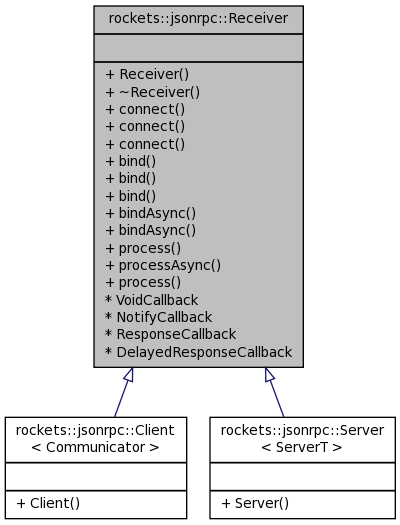 rockets::jsonrpc::Receiver
+ Receiver()
+ ~Receiver()
+ connect()
+ connect()
+ connect()
+ bind()
+ bind()
+ bind()
+ bindAsync()
+ bindAsync()
+ process()
+ processAsync()
+ process()
* VoidCallback
* NotifyCallback
* ResponseCallback
* DelayedResponseCallback
rockets::jsonrpc::Client
< Communicator >
+ Client()
rockets::jsonrpc::Server
< ServerT >
+ Server()